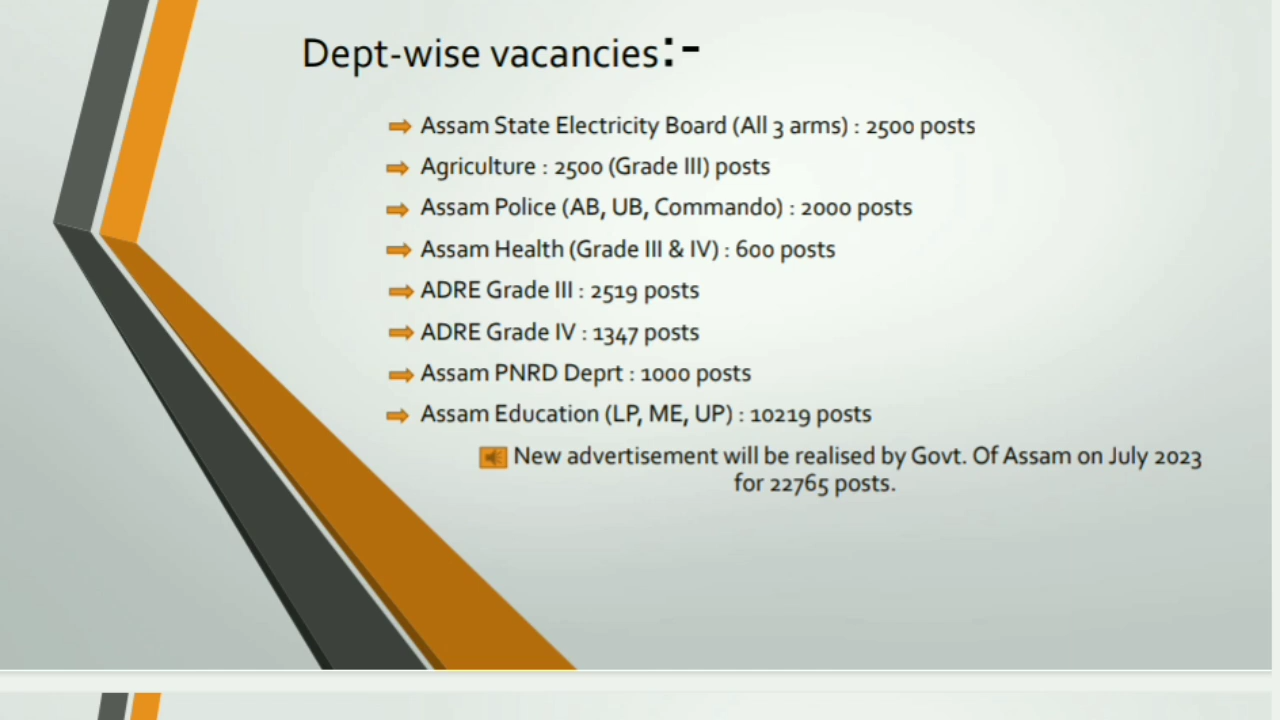 Dept-wise vacancies:-
Assam State Electricity Board (All 3 arms) : 2500 posts
Agriculture : 2500 (Grade III) posts
Assam Police (AB, UB, Commando) : 2000 posts
Assam Health (Grade III & IV) : 600 posts
ADRE Grade III : 2519 posts
ADRE Grade IV : 1347 posts
Assam PNRD Deprt : 1000 posts
Assam Education (LP, ME, UP) : 10219 posts
New advertisement will be realised by Govt. Of Assam on July 2023
for 22765 posts.